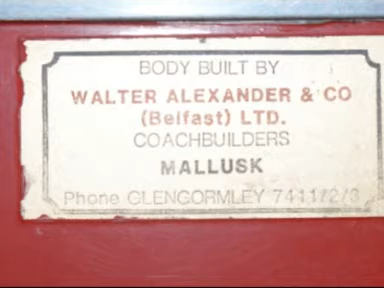 BODY BUILT BY
WALTER ALEXANDER & CO
(Belfast) LTD.
COACHBUILDERS
MALLUSK
Phone GLENGORMLEY 7411/2/3